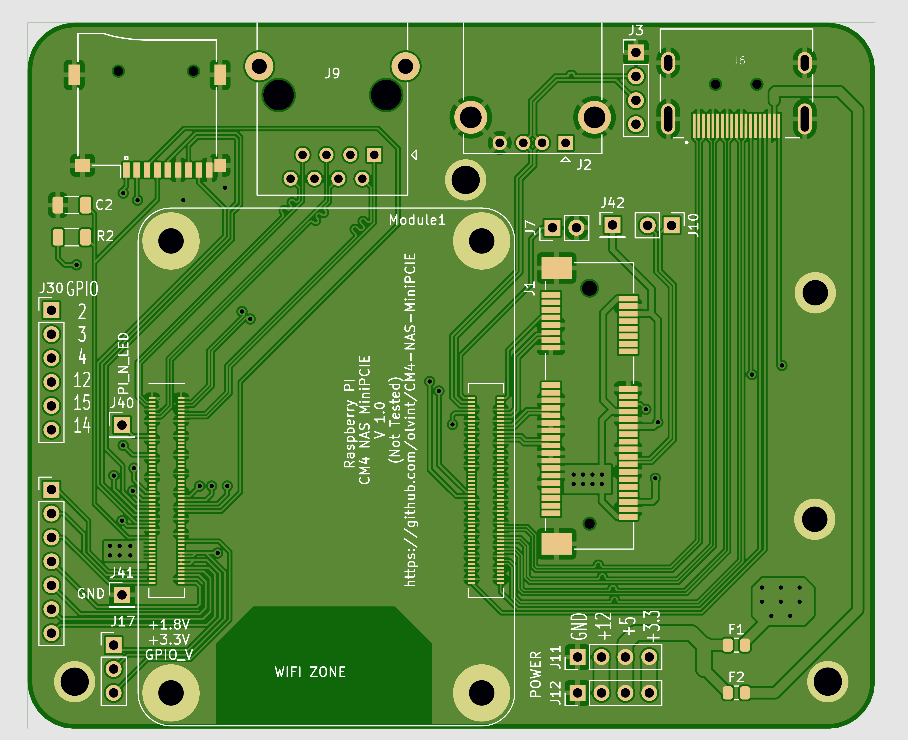 J3
J9
J6
J2
C2
Module1
J42
J7
J10
R2
J30 GPIO
2
3
4
12
15
14
J1
PI_N_LED
J40
Raspberry Pi
CM4 NAS MiniPCIE
V 1.0
(Not Tested)
https://github.com/olvint/CM4-NAS-MiniPCIE
J41
GND
J17
+1.8V
+3.3V
GPIO_V
WIFI ZONE
GND
+12
+5
+3.3
POWER
J11
J12
F1
F2